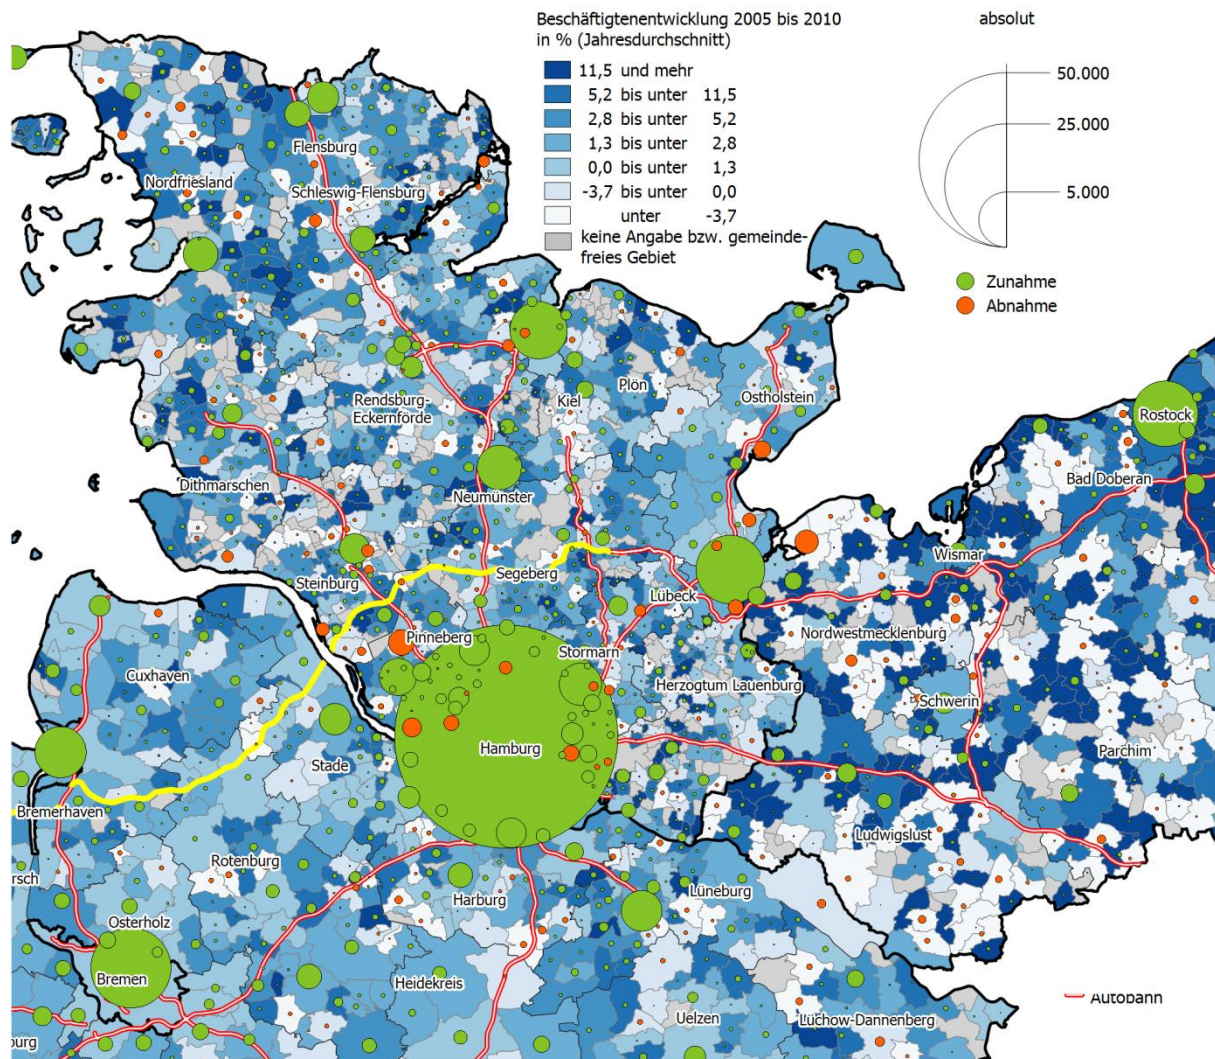 Beschäftigtenentwicklung 2005 bis 2010
in % (Jahresdurchschnitt)
11,5 und mehr
5,2 bis unter 11,5
2,8 bis unter 5,2
1,3 bis unter 2,8
0,0 bis unter 1,3
-3,7 bis unter 0,0
unter -3,7
keine Angabe bzw. gemeinde-
freies Gebiet
absolut
50.000
25.000
5.000
Zunahme
Abnahme
Flensburg
Nordfriesland
Schleswig-Flensburg
Plön
Ostholstein
Rendsburg-
Eckernförde
Kiel
Rostock
Dithmarschen
Neumünster
Bad Doberan
Wismar
Steinburg
Segeberg
Lübeck
Pinneberg
Stormarn
Nordwestmecklenburg
Cuxhaven
Herzogtum Lauenburg
Schwerin
Hamburg
Parchim
Stade
Bremerhaven
Ludwigslust
Rotenburg
rsch
Harburg
Lüneburg
Osterholz
Bremen
Heidekreis
Autobahn
Uelzen
Lüchow-Dannenberg
burg